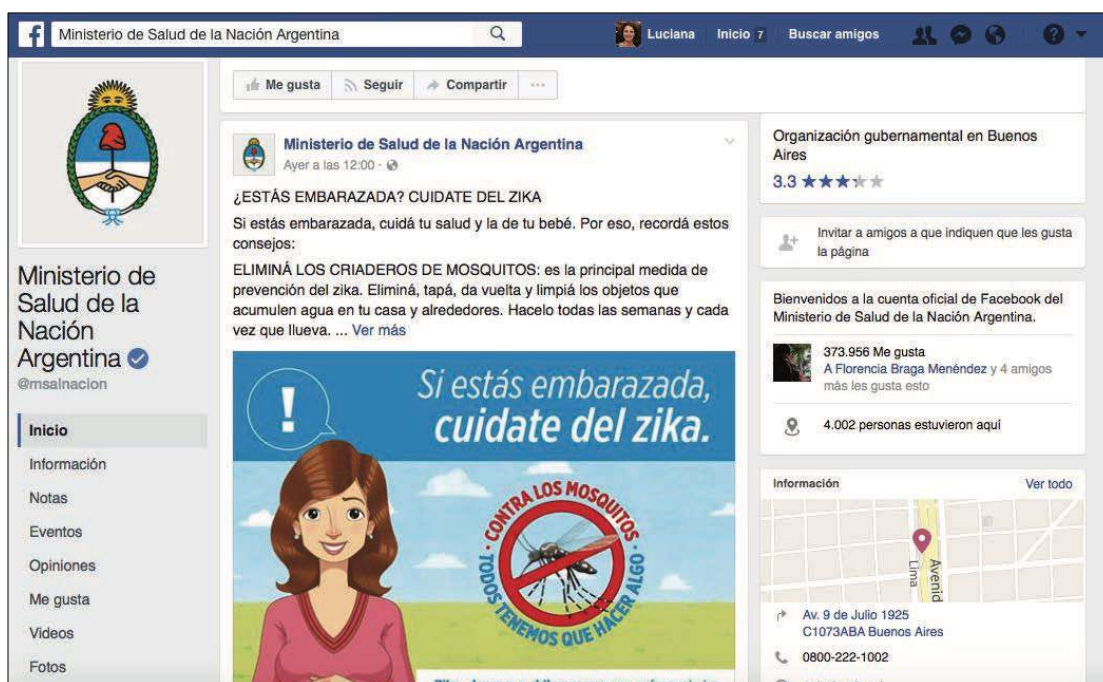 f
Ministerio de Salud de la Nación Argentina
Luciana
Inicio 7
Buscar amigos
?
Ministerio de
Salud de la
Nación
Argentina
@msalnacion
Inicio
Información
Notas
Eventos
Opiniones
Me gusta
Videos
Fotos
Me gusta
Seguir
Compartir
...
Ministerio de Salud de la Nación Argentina
Ayer a las 12:00 ·
¿ESTÁS EMBARAZADA? CUIDATE DEL ZIKA
Si estás embarazada, cuidá tu salud y la de tu bebé. Por eso, recordá estos
consejos:
ELIMINÁ LOS CRIADEROS DE MOSQUITOS: es la principal medida de
prevención del zika. Eliminá, tapá, da vuelta y limpiá los objetos que
acumulen agua en tu casa y alrededores. Hacelo todas las semanas y cada
vez que llueva. ... Ver más
!
Si estás embarazada,
cuidate del zika.
· CONTRA LOS MOSQUITOS ·
TODOS TENEMOS QUE HACER ALGO
Organización gubernamental en Buenos
Aires
3.3 ★★★★★
Invitar a amigos a que indiquen que les gusta
la página
Bienvenidos a la cuenta oficial de Facebook del
Ministerio de Salud de la Nación Argentina.
373.956 Me gusta
A Florencia Braga Menéndez y 4 amigos
más les gusta esto
4.002 personas estuvieron aquí
Información
Ver todo
Lima
Avenid
Av. 9 de Julio 1925
C1073ABA Buenos Aires
0800-222-1002